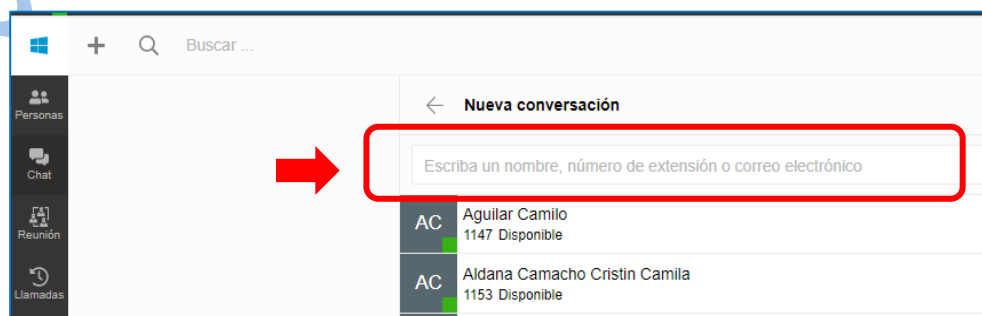 Buscar ...
Personas
Chat
Reunión
Llamadas
Nueva conversación
Escriba un nombre, número de extensión o correo electrónico
AC
Aguilar Camilo
1147 Disponible
AC
Aldana Camacho Cristin Camila
1153 Disponible